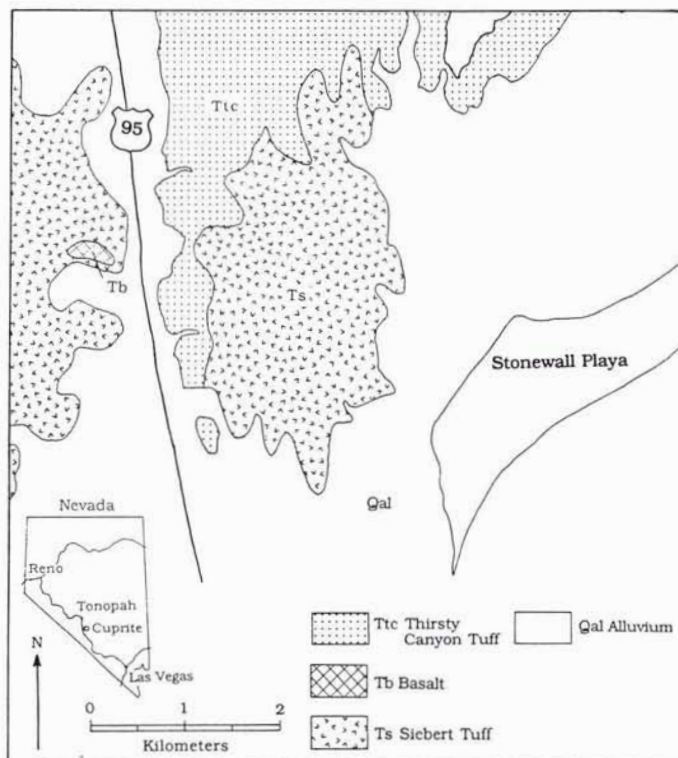 Ttc
95
Tb
Ts
Stonewall Playa
Qal
Nevada
Reno
Tonopah
Cuprite
Las Vegas
N
0 1 2
Kilometers
Ttc Thirsty
Canyon Tuff
Qal Alluvium
Tb Basalt
Ts Siebert Tuff